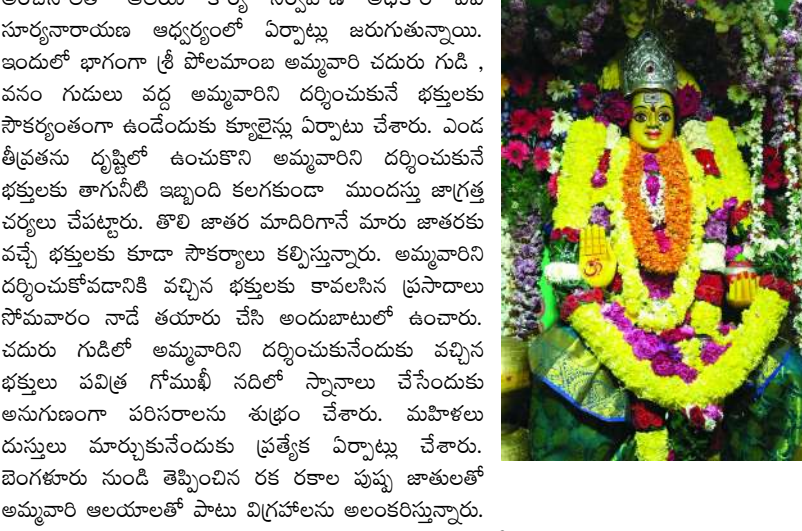 సూర్యనారాయణ ఆధ్వర్యంలో ఏర్పాట్లు జరుగుతున్నాయి.
ఇందులో భాగంగా శ్రీ పోలమాంబ అమ్మవారి చదురు గుడి ,
వనం గుడులు వద్ద అమ్మవారిని దర్శించుకునే భక్తులకు
సౌకర్యంతంగా ఉండేందుకు క్యూలైన్లు ఏర్పాటు చేశారు. ఎండ
తీవ్రతను దృష్టిలో ఉంచుకొని అమ్మవారిని దర్శించుకునే
భక్తులకు తాగునీటి ఇబ్బంది కలగకుండా ముందస్తు జాగ్రత్త
చర్యలు చేపట్టారు. తొలి జాతర మాదిరిగానే మారు జాతరకు
వచ్చే భక్తులకు కూడా సౌకర్యాలు కల్పిస్తున్నారు. అమ్మవారిని
దర్శించుకోవడానికి వచ్చిన భక్తులకు కావలసిన ప్రసాదాలు
సోమవారం నాడే తయారు చేసి అందుబాటులో ఉంచారు.
చదురు గుడిలో అమ్మవారిని దర్శించుకునేందుకు వచ్చిన
భక్తులు పవిత్ర గోముఖీ నదిలో స్నానాలు చేసేందుకు
అనుగుణంగా పరిసరాలను శుభ్రం చేశారు. మహిళలు
దుస్తులు మార్చుకునేందుకు ప్రత్యేక ఏర్పాట్లు చేశారు.
బెంగళూరు నుండి తెప్పించిన రక రకాల పుష్ప జాతులతో
అమ్మవారి ఆలయాలతో పాటు విగ్రహాలను అలంకరిస్తున్నారు.
ॐ